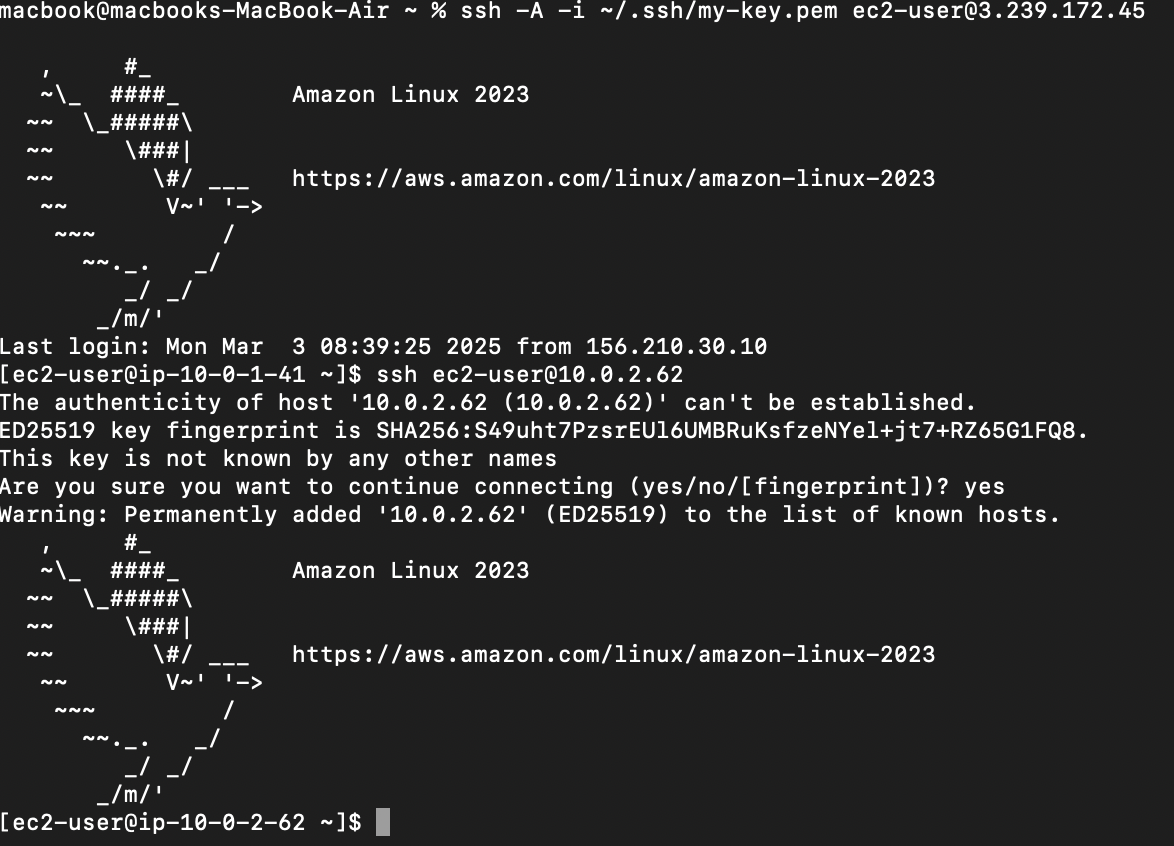 macbook@macbooks-MacBook-Air ~ % ssh -A -i ~/.ssh/my-key.pem ec2-user@3.239.172.45

   ,     #_
   ~\_  ####_        Amazon Linux 2023
  ~~  \_#####\
  ~~     \###|
  ~~       \#/ ___   https://aws.amazon.com/linux/amazon-linux-2023
   ~~       V~' '->
    ~~~         /
      ~~._.   _/
         _/ _/
       _/m/'
Last login: Mon Mar  3 08:39:25 2025 from 156.210.30.10
[ec2-user@ip-10-0-1-41 ~]$ ssh ec2-user@10.0.2.62
The authenticity of host '10.0.2.62 (10.0.2.62)' can't be established.
ED25519 key fingerprint is SHA256:S49uht7PzsrEUl6UMBRuKsfzeNYel+jt7+RZ65G1FQ8.
This key is not known by any other names
Are you sure you want to continue connecting (yes/no/[fingerprint])? yes
Warning: Permanently added '10.0.2.62' (ED25519) to the list of known hosts.
   ,     #_
   ~\_  ####_        Amazon Linux 2023
  ~~  \_#####\
  ~~     \###|
  ~~       \#/ ___   https://aws.amazon.com/linux/amazon-linux-2023
   ~~       V~' '->
    ~~~         /
      ~~._.   _/
         _/ _/
       _/m/'
[ec2-user@ip-10-0-2-62 ~]$